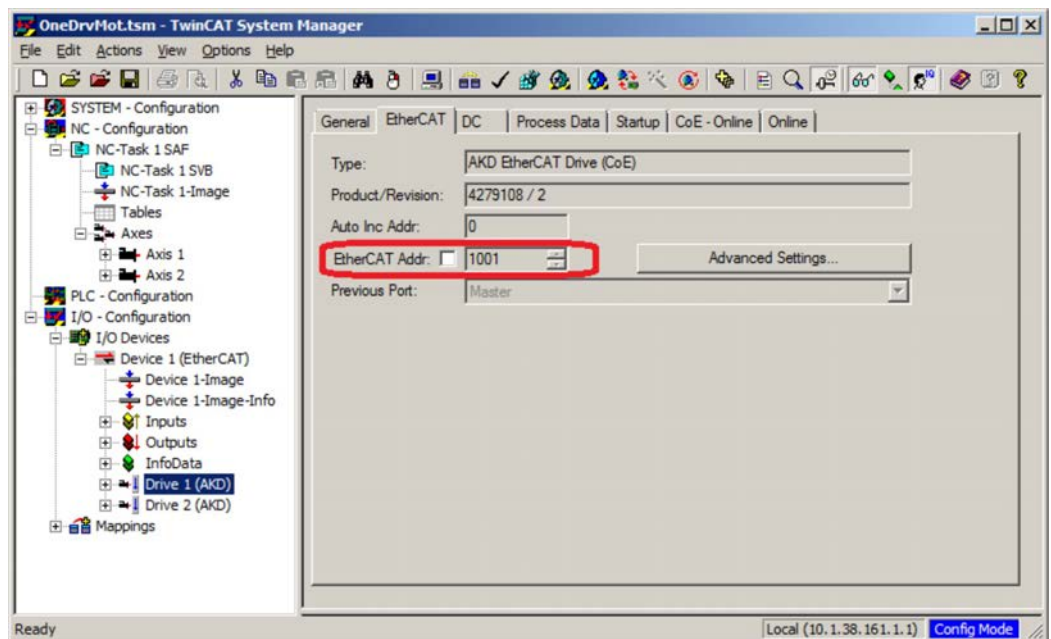 OneDrvMot.tsm - TwinCAT System Manager
File Edit Actions View Options Help
SYSTEM - Configuration
NC - Configuration
NC-Task 1 SAF
NC-Task 1 SVB
NC-Task 1-Image
Tables
Axes
Axis 1
Axis 2
PLC - Configuration
I/O - Configuration
I/O Devices
Device 1 (EtherCAT)
Device 1-Image
Device 1-Image-Info
Inputs
Outputs
InfoData
Drive 1 (AKD)
Drive 2 (AKD)
Mappings
General EtherCAT DC Process Data Startup CoE - Online Online
Type: AKD EtherCAT Drive (CoE)
Product/Revision: 4279108 / 2
Auto Inc Addr: 0
EtherCAT Addr: 1001 Advanced Settings...
Previous Port: Master
Ready Local (10.1.38.161.1.1) Config Mode